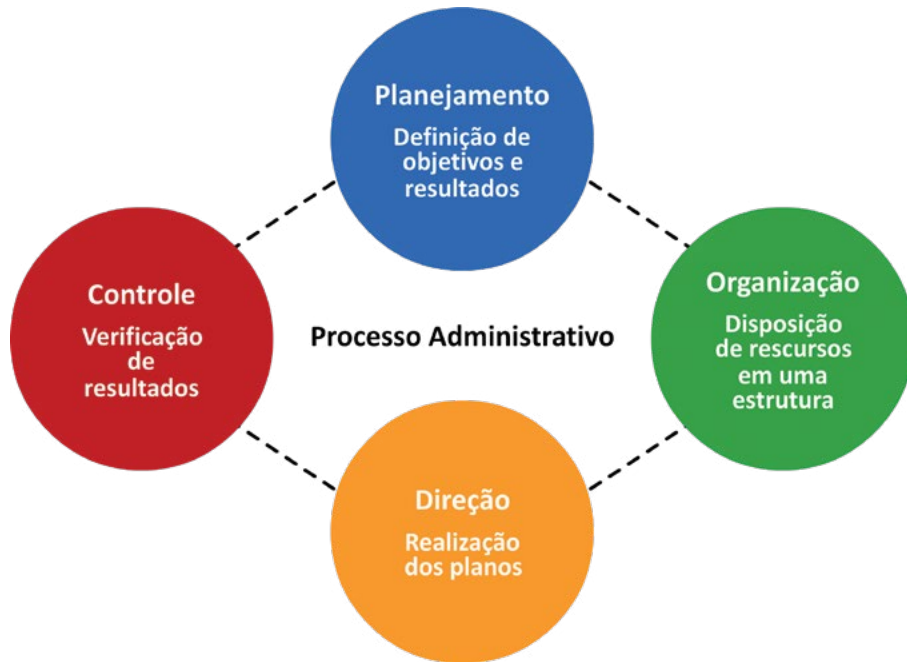 Planejamento
Definição de
objetivos e
resultados
Controle
Verificação
de
resultados
Processo Administrativo
Organização
Disposição
de rescursos
em uma
estrutura
Direção
Realização
dos planos